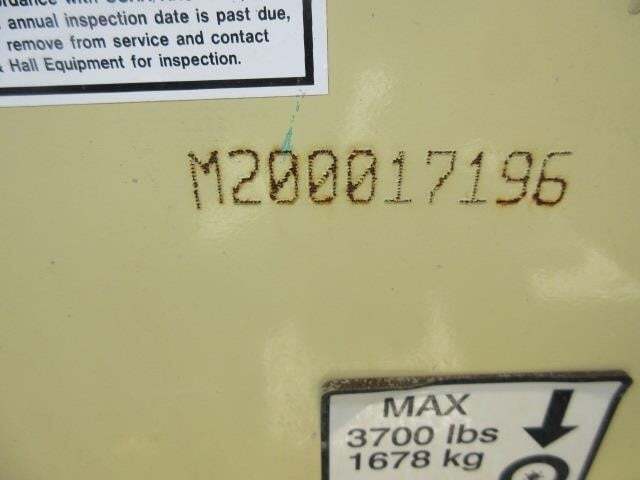 annual inspection date is past due,
remove from service and contact
Hall Equipment for inspection.
M200017196
MAX
3700 lbs
1678 kg